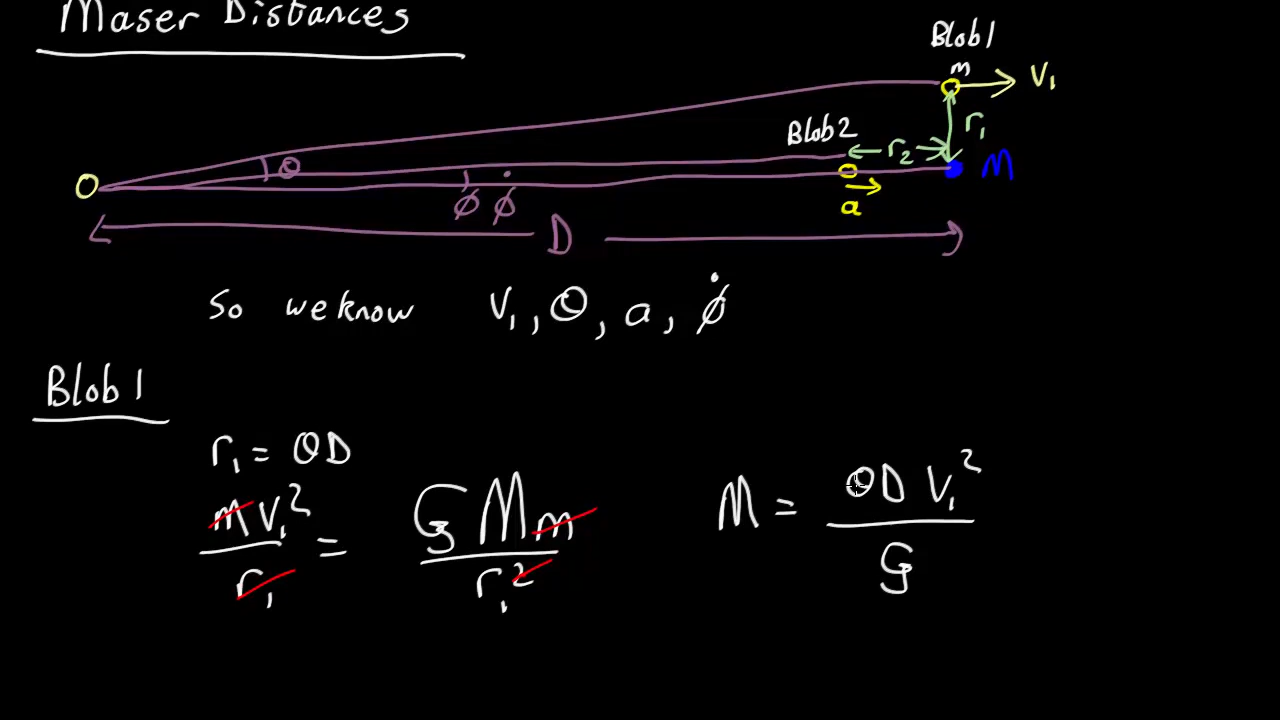 Maser Distances
Blob1
m
V₁
Blob2
r₂
r₁
θ
M
ϕ ϕ̇
a
D
So we know V₁, θ, a, ϕ̇
Blob 1
r₁ = θD
mV₁²/r₁ = GMm/r₁²
M = θDV₁²/G